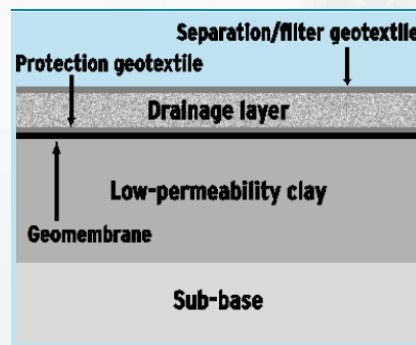 Separation/filter geotextile
Protection geotextile
Drainage layer
Low-permeability clay
Geomembrane
Sub-base